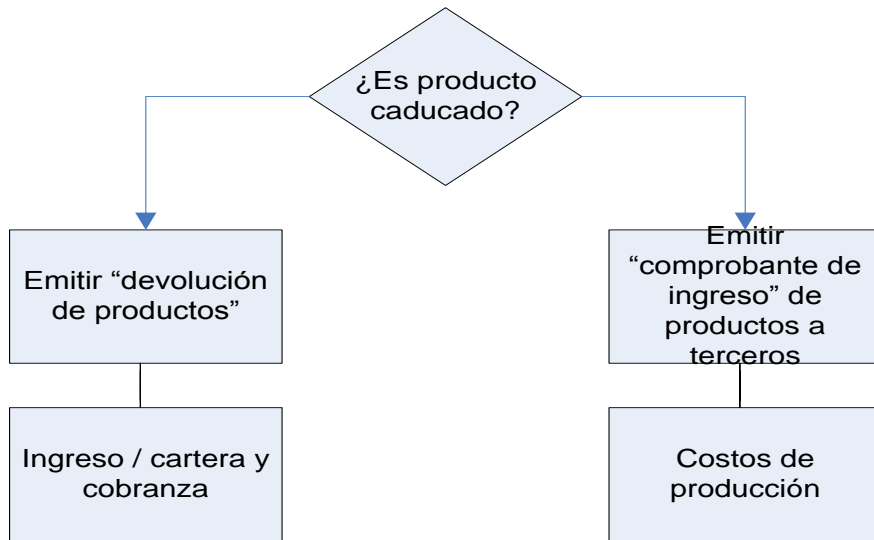 ¿Es producto
caducado?
Emitir “devolución
de productos”
Emitir
“comprobante de
ingreso” de
productos a
terceros
Ingreso / cartera y
cobranza
Costos de
producción